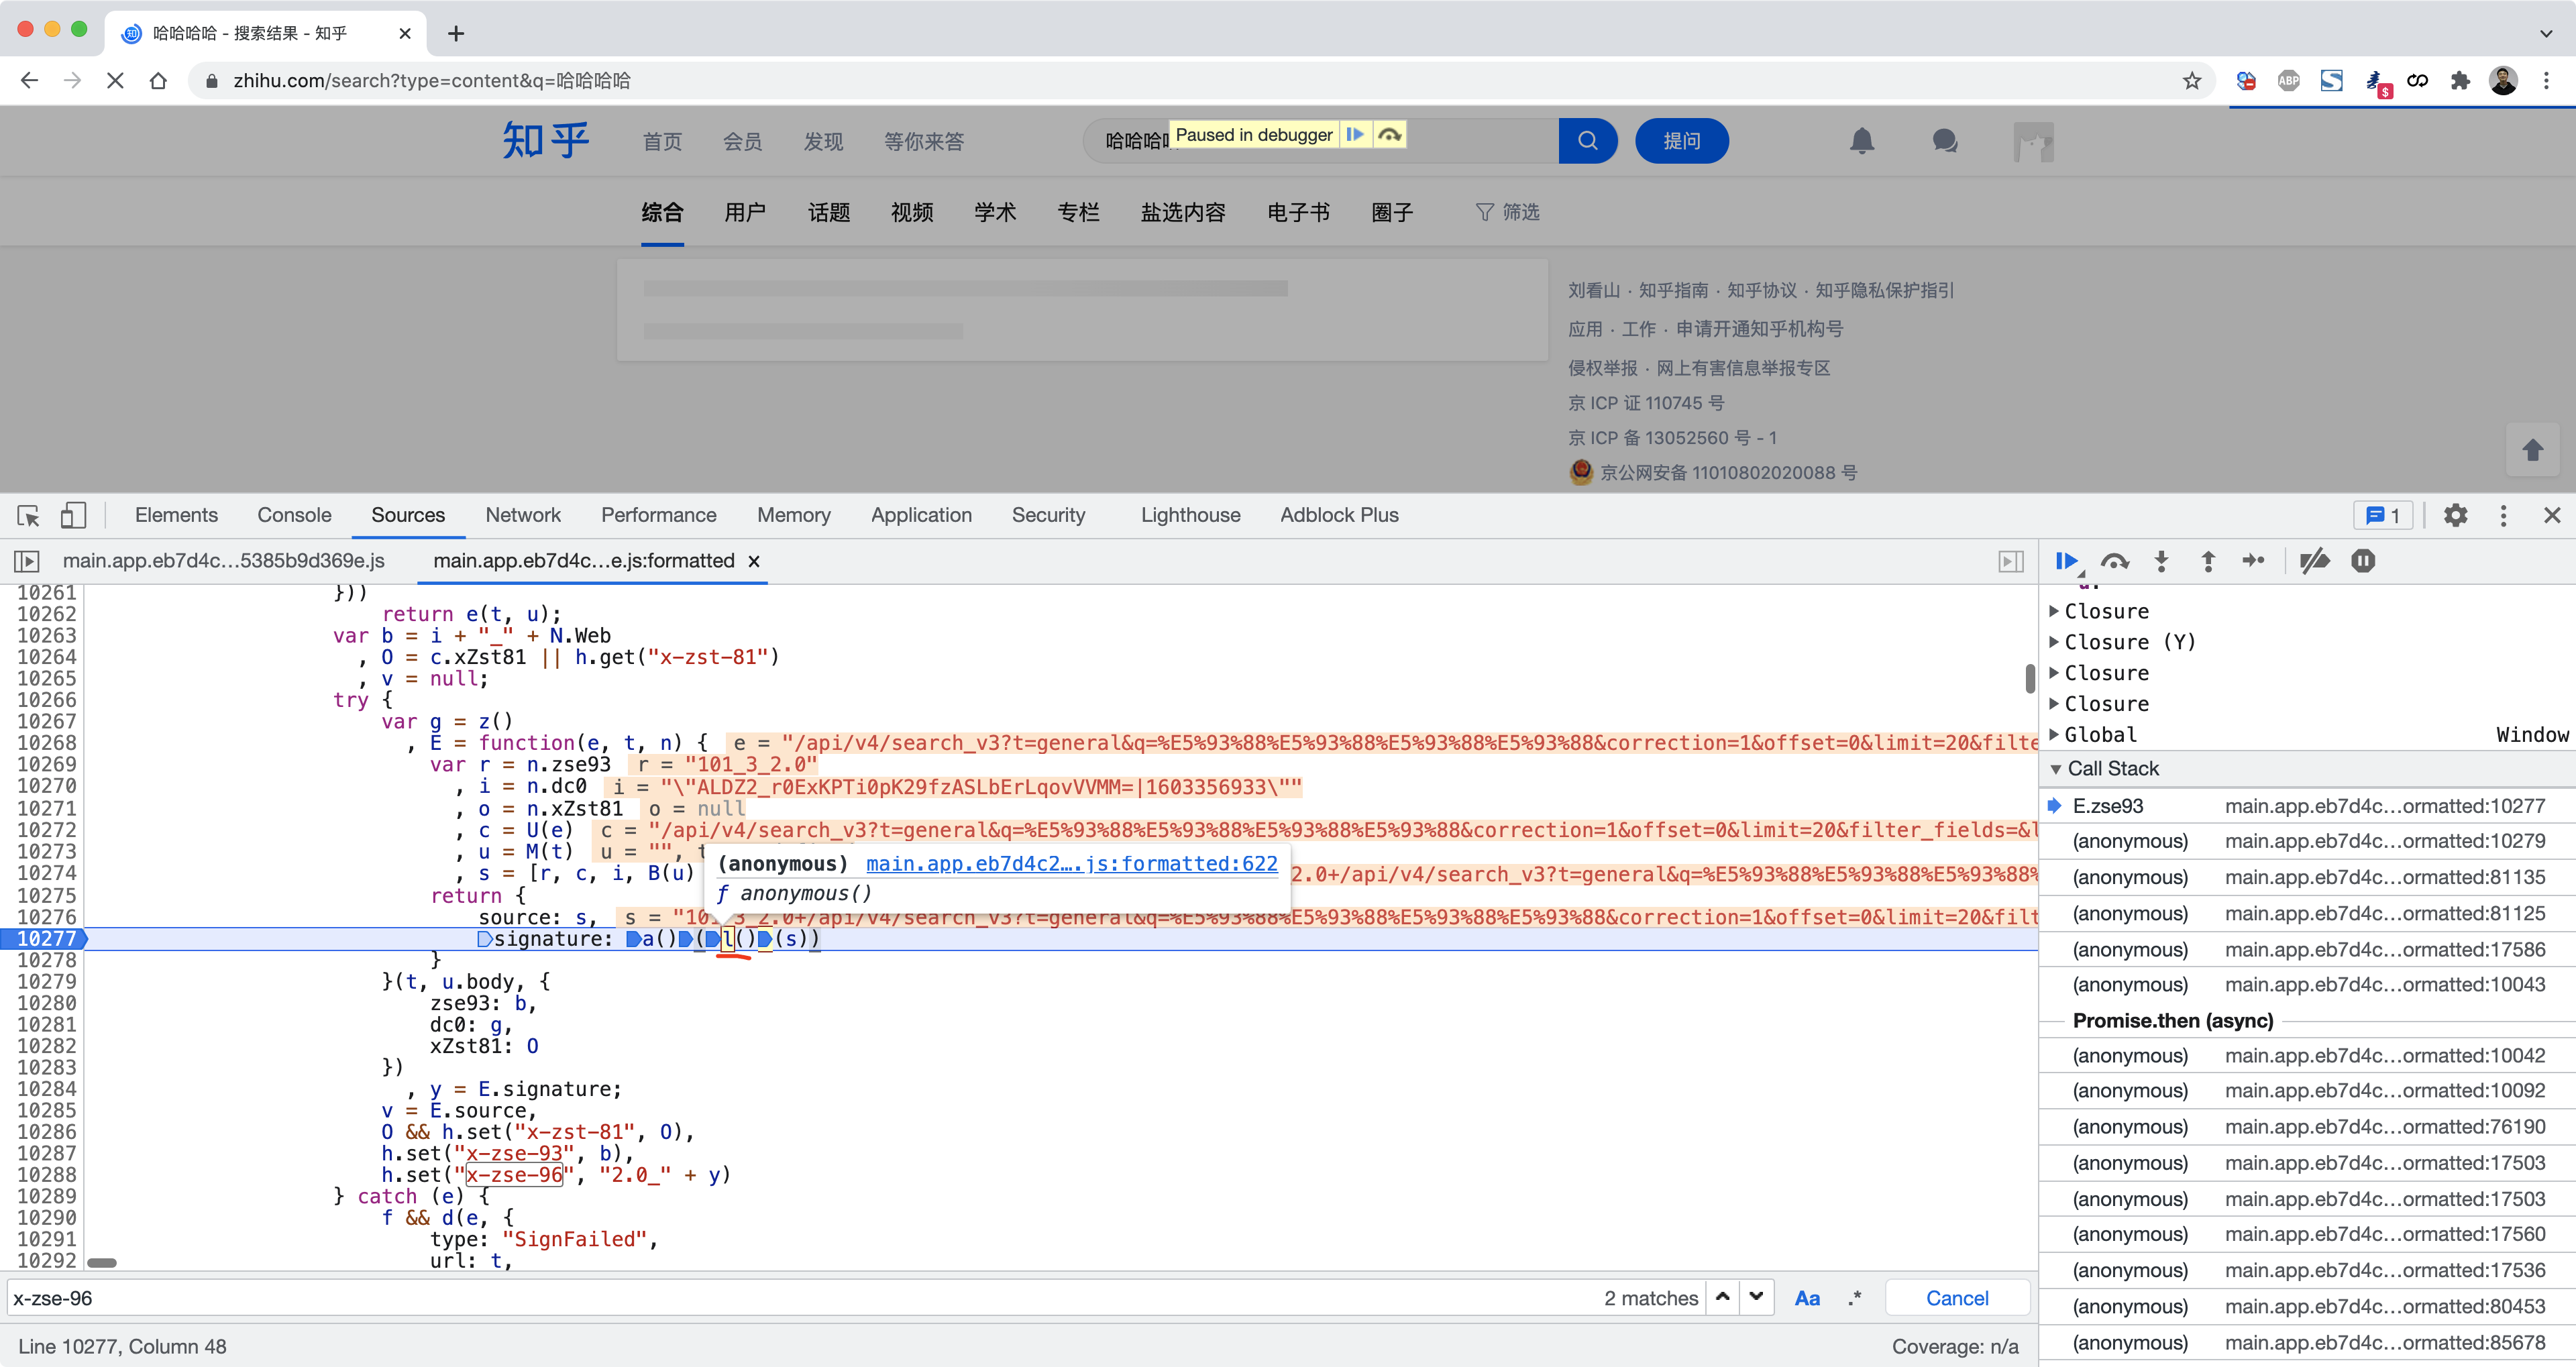 哈哈哈哈 - 搜索结果 - 知乎
zhihu.com/search?type=content&q=哈哈哈哈
ABP
S
$
知乎 首页 会员 发现 等你来答 哈哈哈 Paused in debugger 提问
综合 用户 话题 视频 学术 专栏 盐选内容 电子书 圈子 筛选
刘看山 · 知乎指南 · 知乎协议 · 知乎隐私保护指引
应用 · 工作 · 申请开通知乎机构号
侵权举报 · 网上有害信息举报专区
京 ICP 证 110745 号
京 ICP 备 13052560 号 - 1
京公网安备 11010802020088 号
Elements Console Sources Network Performance Memory Application Security Lighthouse Adblock Plus 1
main.app.eb7d4c…5385b9d369e.js main.app.eb7d4c…e.js:formatted
10261 }))
10262 return e(t, u);
10263 var b = i + "_" + N.Web
10264 , O = c.xZst81 || h.get("x-zst-81")
10265 , v = null;
10266 try {
10267 var g = z()
10268 , E = function(e, t, n) { e = "/api/v4/search_v3?t=general&q=%E5%93%88%E5%93%88%E5%93%88%E5%93%88&correction=1&offset=0&limit=20&filte
10269 var r = n.zse93 r = "101_3_2.0"
10270 , i = n.dc0 i = "\"ALDZ2_r0ExKPTi0pK29fzASLbErLqovVVMM=|1603356933\""
10271 , o = n.xZst81 o = null
10272 , c = U(e) c = "/api/v4/search_v3?t=general&q=%E5%93%88%E5%93%88%E5%93%88%E5%93%88&correction=1&offset=0&limit=20&filter_fields=&l
10273 , u = M(t) u = "", t
(anonymous) main.app.eb7d4c2….js:formatted:622
10274 , s = [r, c, i, B(u) 2.0+/api/v4/search_v3?t=general&q=%E5%93%88%E5%93%88%E5%93%88%
10275 return {
ƒ anonymous()
10276 source: s, s = "101_3_2.0+/api/v4/search_v3?t=general&q=%E5%93%88%E5%93%88%E5%93%88%E5%93%88&correction=1&offset=0&limit=20&filt
10277 signature: a()(l()(s))
10278 }
10279 }(t, u.body, {
10280 zse93: b,
10281 dc0: g,
10282 xZst81: O
10283 })
10284 , y = E.signature;
10285 v = E.source,
10286 O && h.set("x-zst-81", O),
10287 h.set("x-zse-93", b),
10288 h.set("x-zse-96", "2.0_" + y)
10289 } catch (e) {
10290 f && d(e, {
10291 type: "SignFailed",
10292 url: t,
Closure
Closure (Y)
Closure
Closure
Global Window
Call Stack
E.zse93 main.app.eb7d4c…ormatted:10277
(anonymous) main.app.eb7d4c…ormatted:10279
(anonymous) main.app.eb7d4c…ormatted:81135
(anonymous) main.app.eb7d4c…ormatted:81125
(anonymous) main.app.eb7d4c…ormatted:17586
(anonymous) main.app.eb7d4c…ormatted:10043
Promise.then (async)
(anonymous) main.app.eb7d4c…ormatted:10042
(anonymous) main.app.eb7d4c…ormatted:10092
(anonymous) main.app.eb7d4c…ormatted:76190
(anonymous) main.app.eb7d4c…ormatted:17503
(anonymous) main.app.eb7d4c…ormatted:17503
(anonymous) main.app.eb7d4c…ormatted:17560
(anonymous) main.app.eb7d4c…ormatted:17536
(anonymous) main.app.eb7d4c…ormatted:80453
(anonymous) main.app.eb7d4c…ormatted:85678
x-zse-96 2 matches Aa .* Cancel
Line 10277, Column 48 Coverage: n/a